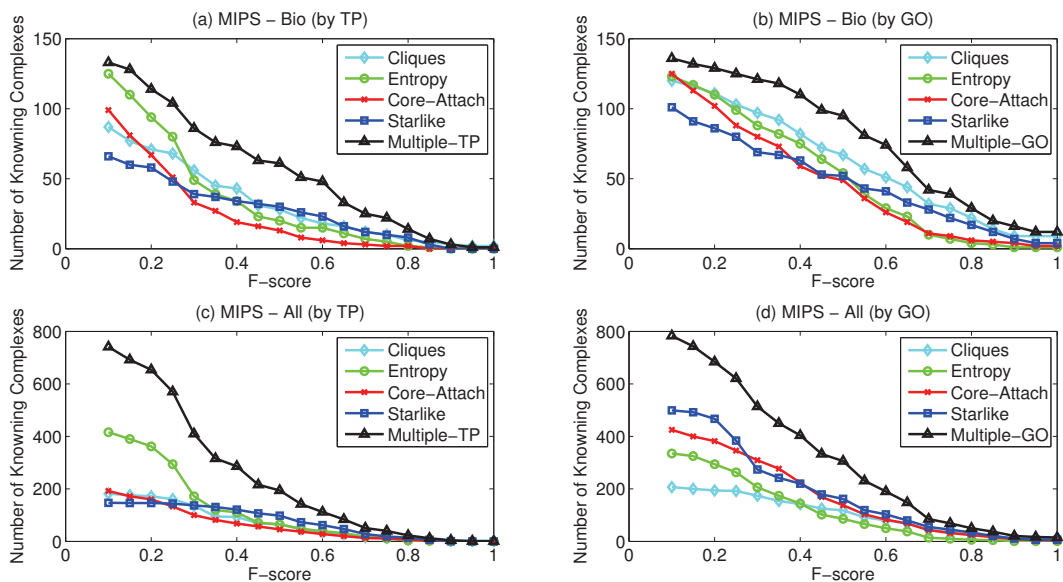 (a) MIPS − Bio (by TP)
Number of Knowning Complexes
150
100
50
0
0 0.2 0.4 0.6 0.8 1
F−score
Cliques
Entropy
Core−Attach
Starlike
Multiple−TP
(b) MIPS − Bio (by GO)
Number of Knowning Complexes
150
100
50
0
0 0.2 0.4 0.6 0.8 1
F−score
Cliques
Entropy
Core−Attach
Starlike
Multiple−GO
(c) MIPS − All (by TP)
Number of Knowning Complexes
800
600
400
200
0
0 0.2 0.4 0.6 0.8 1
F−score
Cliques
Entropy
Core−Attach
Starlike
Multiple−TP
(d) MIPS − All (by GO)
Number of Knowning Complexes
800
600
400
200
0
0 0.2 0.4 0.6 0.8 1
F−score
Cliques
Entropy
Core−Attach
Starlike
Multiple−GO